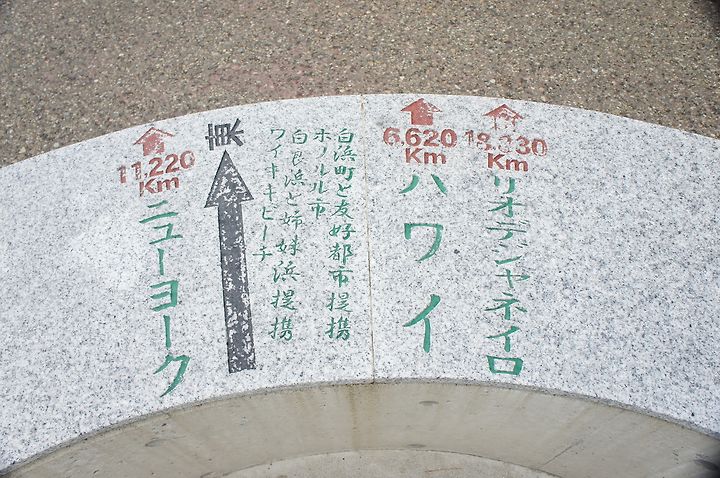 Km
リオデジャネイロ
6,620
Km
ハワイ
白浜町と友好都市提携
ホノルル市
白良浜と姉妹浜提携
ワイキキビーチ
東
11,220
Km
ニューヨーク